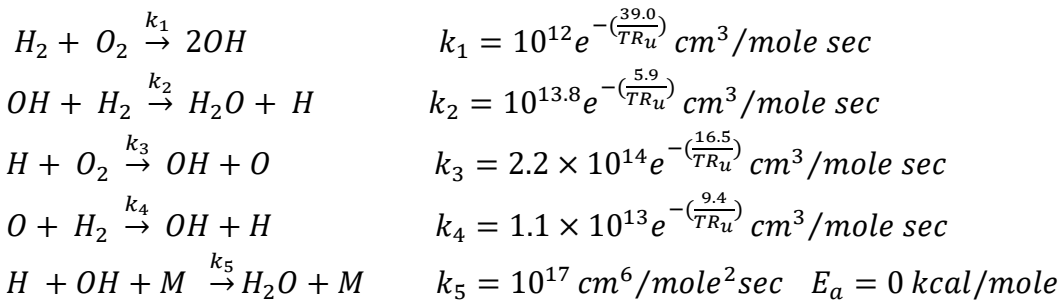 H₂ + O₂ →(k₁) 2OH    k₁ = 10¹² e^{−(39.0/(TRᵤ))} cm³/mole sec
OH + H₂ →(k₂) H₂O + H    k₂ = 10^{13.8} e^{−(5.9/(TRᵤ))} cm³/mole sec
H + O₂ →(k₃) OH + O    k₃ = 2.2 × 10¹⁴ e^{−(16.5/(TRᵤ))} cm³/mole sec
O + H₂ →(k₄) OH + H    k₄ = 1.1 × 10¹³ e^{−(9.4/(TRᵤ))} cm³/mole sec
H + OH + M →(k₅) H₂O + M    k₅ = 10¹⁷ cm⁶/mole² sec   Eₐ = 0 kcal/mole